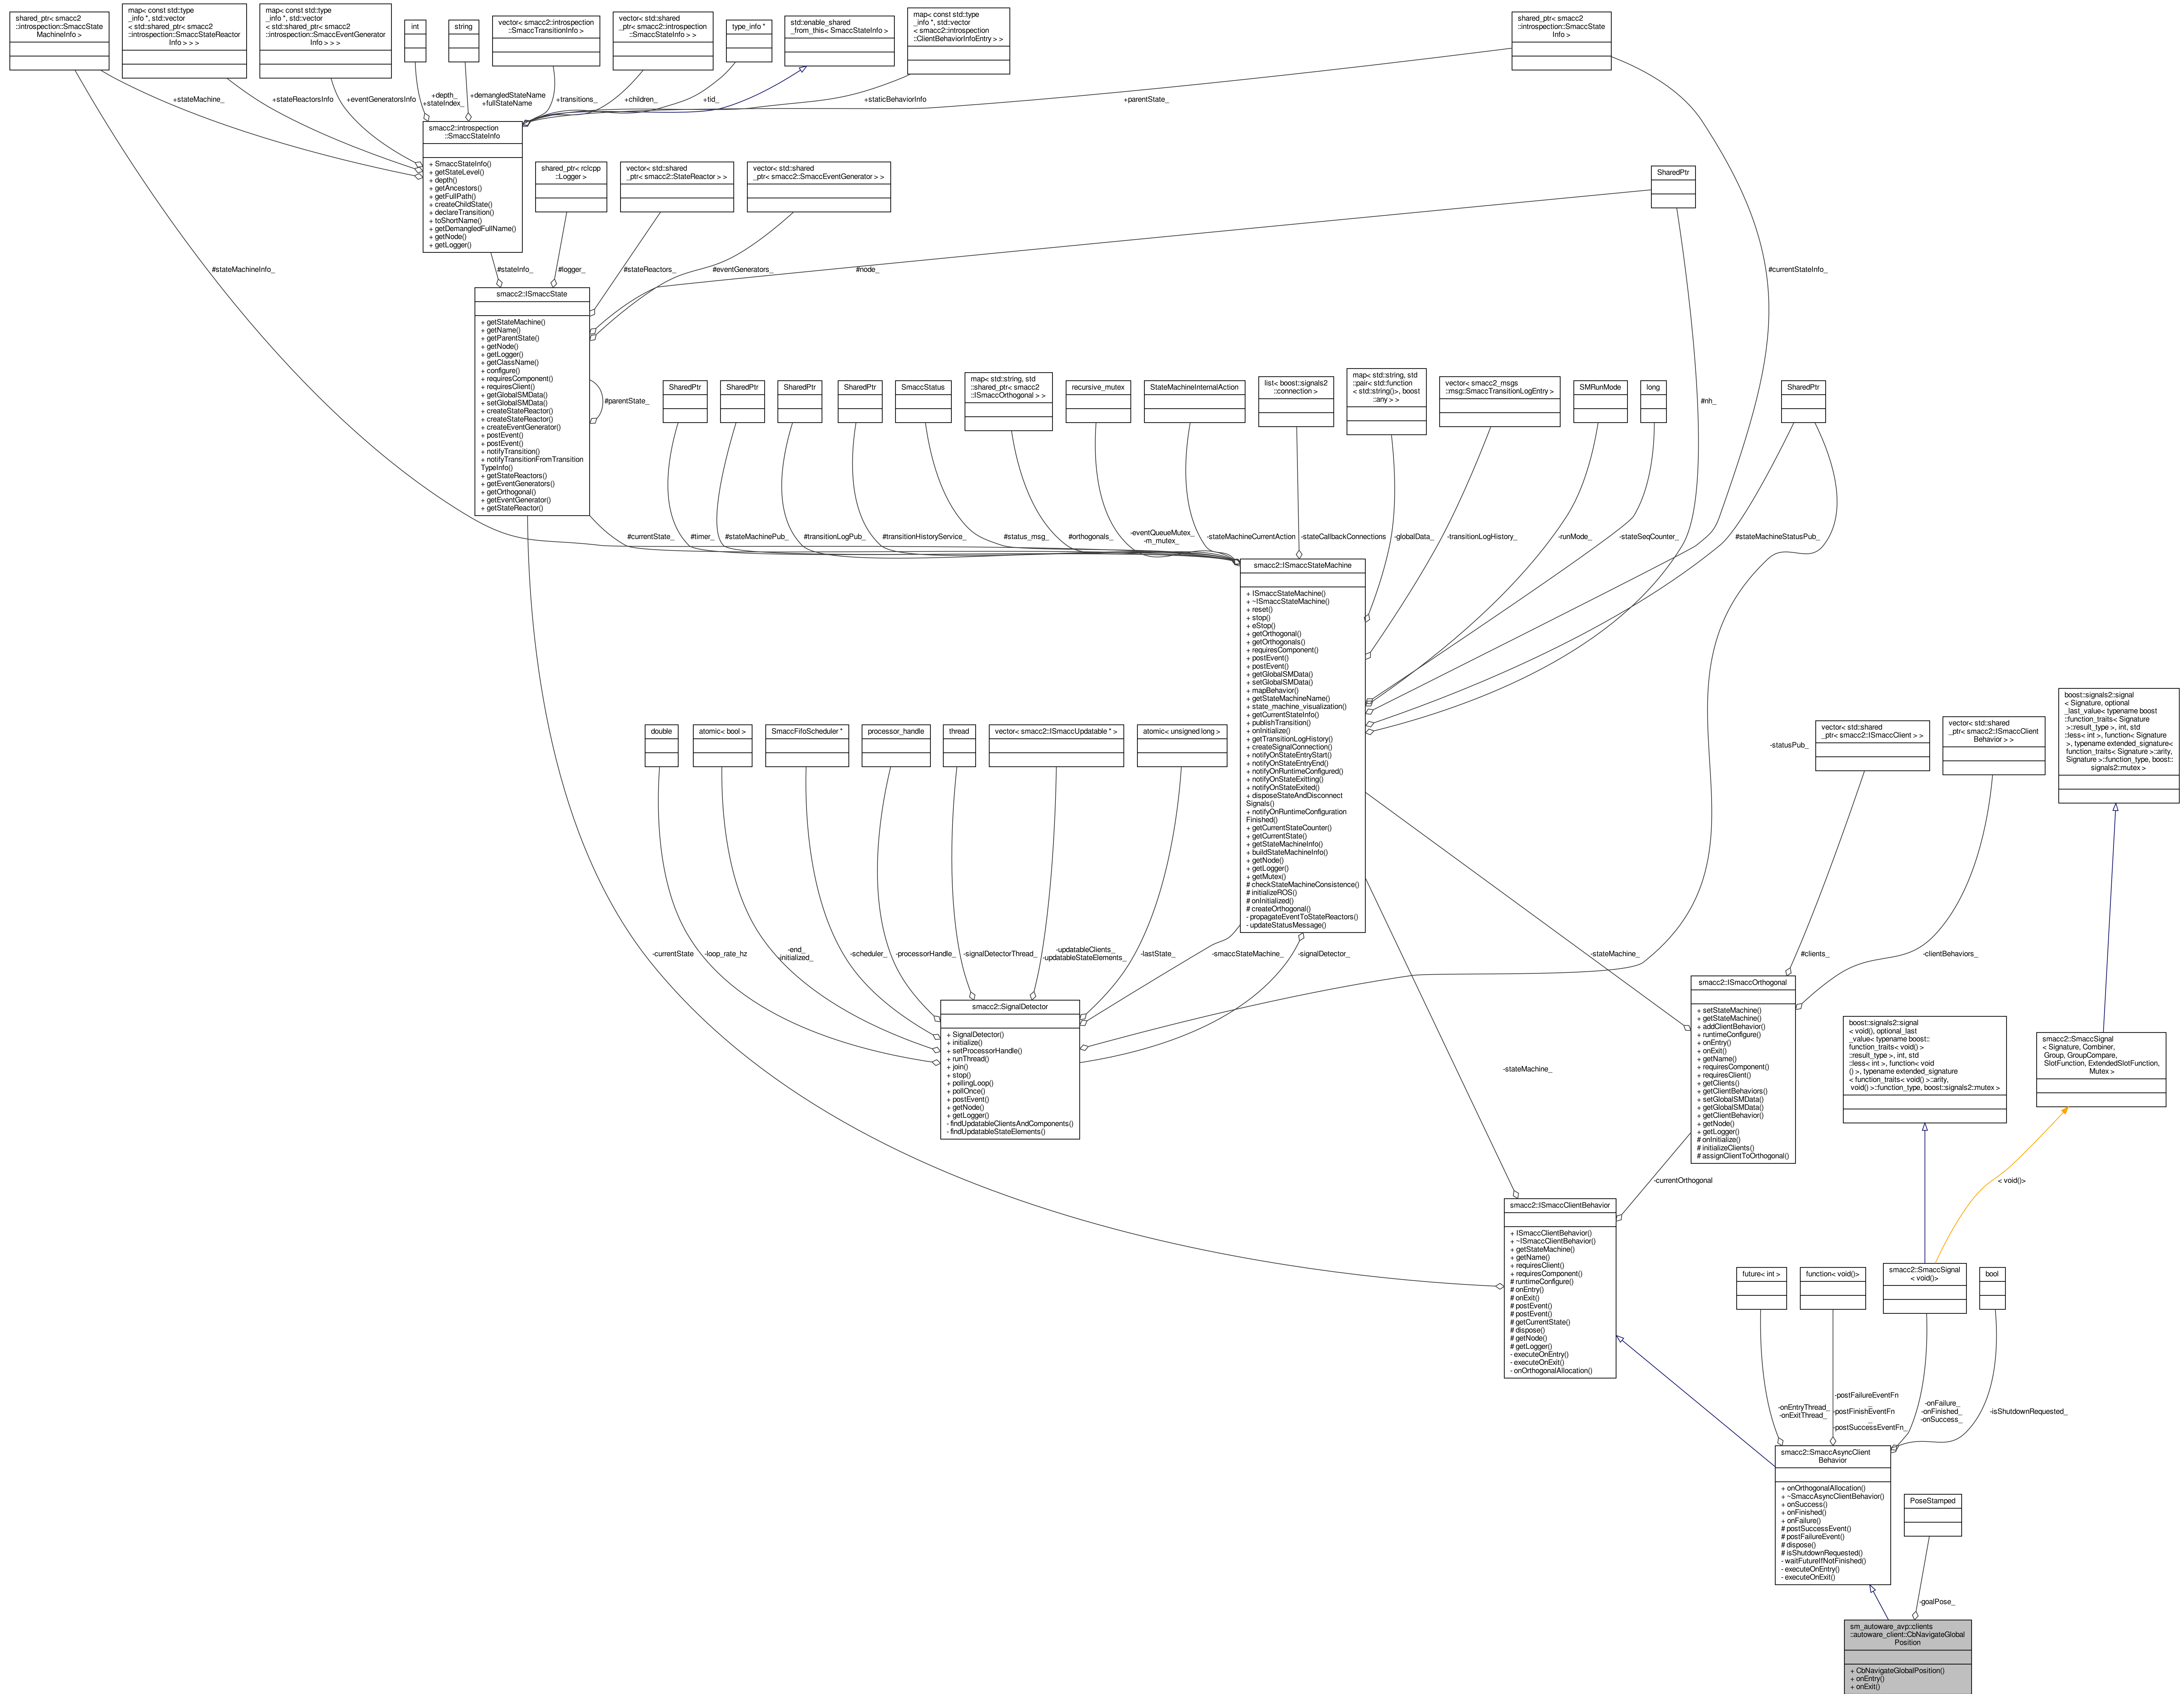 shared_ptr< smacc2
::introspection::SmaccState
MachineInfo >
map< const std::type
_info *, std::vector
< std::shared_ptr< smacc2
::introspection::SmaccStateReactor
Info > > >
map< const std::type
_info *, std::vector
< std::shared_ptr< smacc2
::introspection::SmaccEventGenerator
Info > > >
int
string
vector< smacc2::introspection
::SmaccTransitionInfo >
vector< std::shared
_ptr< smacc2::introspection
::SmaccStateInfo > >
type_info *
std::enable_shared
_from_this< SmaccStateInfo >
map< const std::type
_info *, std::vector
< smacc2::introspection
::ClientBehaviorInfoEntry > >
shared_ptr< smacc2
::introspection::SmaccState
Info >
+stateMachine_
+stateReactorsInfo
+eventGeneratorsInfo
+depth_
+stateIndex_
+demangledStateName
+fullStateName
+transitions_
+children_
+tid_
+staticBehaviorInfo
+parentState_
smacc2::introspection
::SmaccStateInfo
+ SmaccStateInfo()
+ getStateLevel()
+ depth()
+ getAncestors()
+ getFullPath()
+ createChildState()
+ declareTransition()
+ toShortName()
+ getDemangledFullName()
+ getNode()
+ getLogger()
shared_ptr< rclcpp
::Logger >
vector< std::shared
_ptr< smacc2::StateReactor > >
vector< std::shared
_ptr< smacc2::SmaccEventGenerator > >
SharedPtr
#stateMachineInfo_
#stateInfo_
#logger_
#stateReactors_
#eventGenerators_
#node_
#currentStateInfo_
smacc2::ISmaccState
+ getStateMachine()
+ getName()
+ getParentState()
+ getNode()
+ getLogger()
+ getClassName()
+ configure()
+ requiresComponent()
+ requiresClient()
+ getGlobalSMData()
+ setGlobalSMData()
+ createStateReactor()
+ createStateReactor()
+ createEventGenerator()
+ postEvent()
+ postEvent()
+ notifyTransition()
+ notifyTransitionFromTransition
TypeInfo()
+ getStateReactors()
+ getEventGenerators()
+ getOrthogonal()
+ getEventGenerator()
+ getStateReactor()
#parentState_
SharedPtr
SharedPtr
SharedPtr
SharedPtr
SmaccStatus
map< std::string, std
::shared_ptr< smacc2
::ISmaccOrthogonal > >
recursive_mutex
StateMachineInternalAction
list< boost::signals2
::connection >
map< std::string, std
::pair< std::function
< std::string()>, boost
::any > >
vector< smacc2_msgs
::msg::SmaccTransitionLogEntry >
SMRunMode
long
#nh_
SharedPtr
#currentState_
#timer_
#stateMachinePub_
#transitionLogPub_
#transitionHistoryService_
#status_msg_
#orthogonals_
-eventQueueMutex_
-m_mutex_
-stateMachineCurrentAction
-stateCallbackConnections
-globalData_
-transitionLogHistory_
-runMode_
-stateSeqCounter_
#stateMachineStatusPub_
smacc2::ISmaccStateMachine
+ ISmaccStateMachine()
+ ~ISmaccStateMachine()
+ reset()
+ stop()
+ eStop()
+ getOrthogonal()
+ getOrthogonals()
+ requiresComponent()
+ postEvent()
+ postEvent()
+ getGlobalSMData()
+ setGlobalSMData()
+ mapBehavior()
+ getStateMachineName()
+ state_machine_visualization()
+ getCurrentStateInfo()
+ publishTransition()
+ onInitialize()
+ getTransitionLogHistory()
+ createSignalConnection()
+ notifyOnStateEntryStart()
+ notifyOnStateEntryEnd()
+ notifyOnRuntimeConfigured()
+ notifyOnStateExitting()
+ notifyOnStateExited()
+ disposeStateAndDisconnect
Signals()
+ notifyOnRuntimeConfiguration
Finished()
+ getCurrentStateCounter()
+ getCurrentState()
+ getStateMachineInfo()
+ buildStateMachineInfo()
+ getNode()
+ getLogger()
+ getMutex()
# checkStateMachineConsistence()
# initializeROS()
# onInitialized()
# createOrthogonal()
- propagateEventToStateReactors()
- updateStatusMessage()
double
atomic< bool >
SmaccFifoScheduler *
processor_handle
thread
vector< smacc2::ISmaccUpdatable * >
atomic< unsigned long >
-statusPub_
vector< std::shared
_ptr< smacc2::ISmaccClient > >
vector< std::shared
_ptr< smacc2::ISmaccClient
Behavior > >
boost::signals2::signal
< Signature, optional
_last_value< typename boost
::function_traits< Signature
>::result_type >, int, std
::less< int >, function< Signature
>, typename extended_signature<
function_traits< Signature >::arity,
Signature >::function_type, boost::
signals2::mutex >
-currentState
-loop_rate_hz
-end_
-initialized_
-scheduler_
-processorHandle_
-signalDetectorThread_
-updatableClients_
-updatableStateElements_
-lastState_
-smaccStateMachine_
-signalDetector_
-stateMachine_
#clients_
-clientBehaviors_
smacc2::SignalDetector
+ SignalDetector()
+ initialize()
+ setProcessorHandle()
+ runThread()
+ join()
+ stop()
+ pollingLoop()
+ pollOnce()
+ postEvent()
+ getNode()
+ getLogger()
- findUpdatableClientsAndComponents()
- findUpdatableStateElements()
smacc2::ISmaccOrthogonal
+ setStateMachine()
+ getStateMachine()
+ addClientBehavior()
+ runtimeConfigure()
+ onEntry()
+ onExit()
+ getName()
+ requiresComponent()
+ requiresClient()
+ getClients()
+ getClientBehaviors()
+ setGlobalSMData()
+ getGlobalSMData()
+ getClientBehavior()
+ getNode()
+ getLogger()
# onInitialize()
# initializeClients()
# assignClientToOrthogonal()
boost::signals2::signal
< void(), optional_last
_value< typename boost::
function_traits< void() >
::result_type >, int, std
::less< int >, function< void
() >, typename extended_signature
< function_traits< void() >::arity,
void() >::function_type, boost::signals2::mutex >
smacc2::SmaccSignal
< Signature, Combiner,
Group, GroupCompare,
SlotFunction, ExtendedSlotFunction,
Mutex >
-stateMachine_
-currentOrthogonal
< void()>
smacc2::ISmaccClientBehavior
+ ISmaccClientBehavior()
+ ~ISmaccClientBehavior()
+ getStateMachine()
+ getName()
+ requiresClient()
+ requiresComponent()
# runtimeConfigure()
# onEntry()
# onExit()
# postEvent()
# postEvent()
# getCurrentState()
# dispose()
# getNode()
# getLogger()
- executeOnEntry()
- executeOnExit()
- onOrthogonalAllocation()
future< int >
function< void()>
smacc2::SmaccSignal
< void()>
bool
-onEntryThread_
-onExitThread_
-postFailureEventFn
_
-postFinishEventFn
_
-postSuccessEventFn_
-onFailure_
-onFinished_
-onSuccess_
-isShutdownRequested_
smacc2::SmaccAsyncClient
Behavior
+ onOrthogonalAllocation()
+ ~SmaccAsyncClientBehavior()
+ onSuccess()
+ onFinished()
+ onFailure()
# postSuccessEvent()
# postFailureEvent()
# dispose()
# isShutdownRequested()
- waitFutureIfNotFinished()
- executeOnEntry()
- executeOnExit()
PoseStamped
-goalPose_
sm_autoware_avp::clients
::autoware_client::CbNavigateGlobal
Position
+ CbNavigateGlobalPosition()
+ onEntry()
+ onExit()